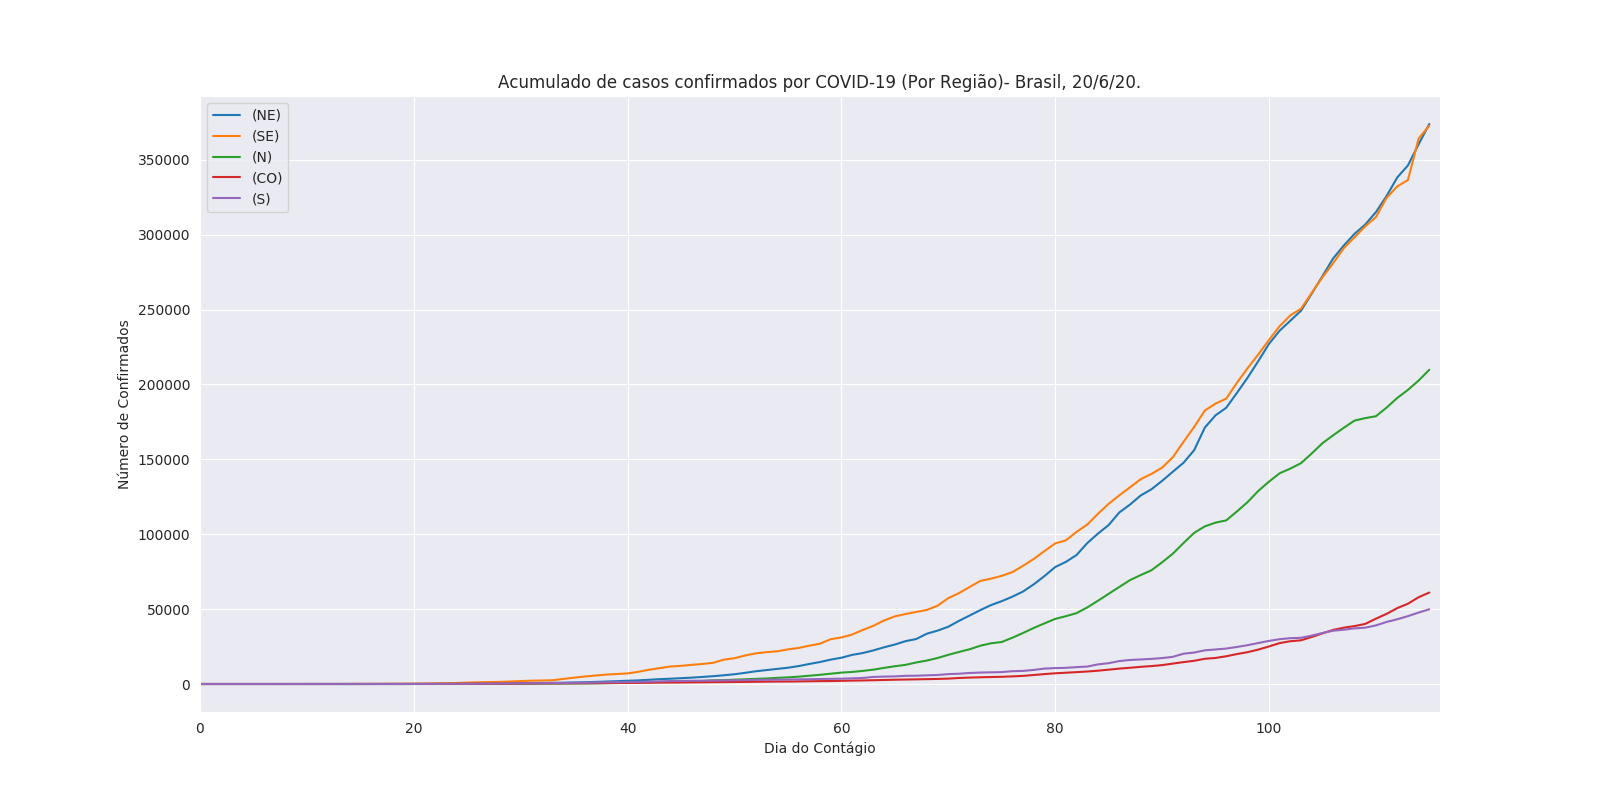 Acumulado de casos confirmados por COVID-19 (Por Região)- Brasil, 20/6/20.
(NE)
(SE)
(N)
(CO)
(S)
Número de Confirmados
350000
300000
250000
200000
150000
100000
50000
0
0 20 40 60 80 100
Dia do Contágio